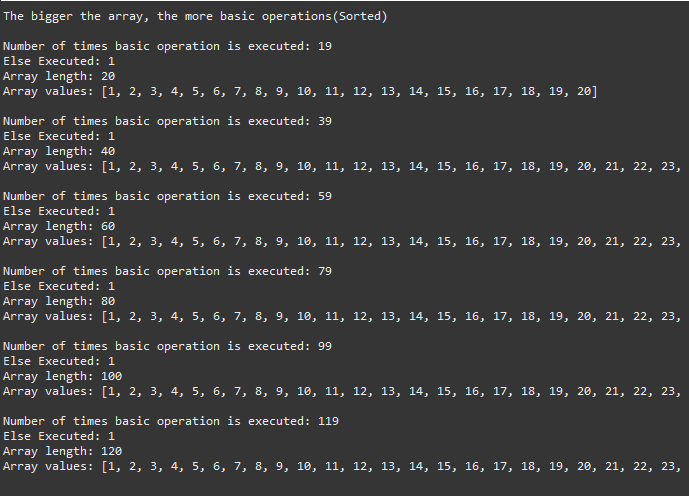 The bigger the array, the more basic operations(Sorted)
Number of times basic operation is executed: 19
Else Executed: 1
Array length: 20
Array values: [1, 2, 3, 4, 5, 6, 7, 8, 9, 10, 11, 12, 13, 14, 15, 16, 17, 18, 19, 20]
Number of times basic operation is executed: 39
Else Executed: 1
Array length: 40
Array values: [1, 2, 3, 4, 5, 6, 7, 8, 9, 10, 11, 12, 13, 14, 15, 16, 17, 18, 19, 20, 21, 22, 23,
Number of times basic operation is executed: 59
Else Executed: 1
Array length: 60
Array values: [1, 2, 3, 4, 5, 6, 7, 8, 9, 10, 11, 12, 13, 14, 15, 16, 17, 18, 19, 20, 21, 22, 23,
Number of times basic operation is executed: 79
Else Executed: 1
Array length: 80
Array values: [1, 2, 3, 4, 5, 6, 7, 8, 9, 10, 11, 12, 13, 14, 15, 16, 17, 18, 19, 20, 21, 22, 23,
Number of times basic operation is executed: 99
Else Executed: 1
Array length: 100
Array values: [1, 2, 3, 4, 5, 6, 7, 8, 9, 10, 11, 12, 13, 14, 15, 16, 17, 18, 19, 20, 21, 22, 23,
Number of times basic operation is executed: 119
Else Executed: 1
Array length: 120
Array values: [1, 2, 3, 4, 5, 6, 7, 8, 9, 10, 11, 12, 13, 14, 15, 16, 17, 18, 19, 20, 21, 22, 23,